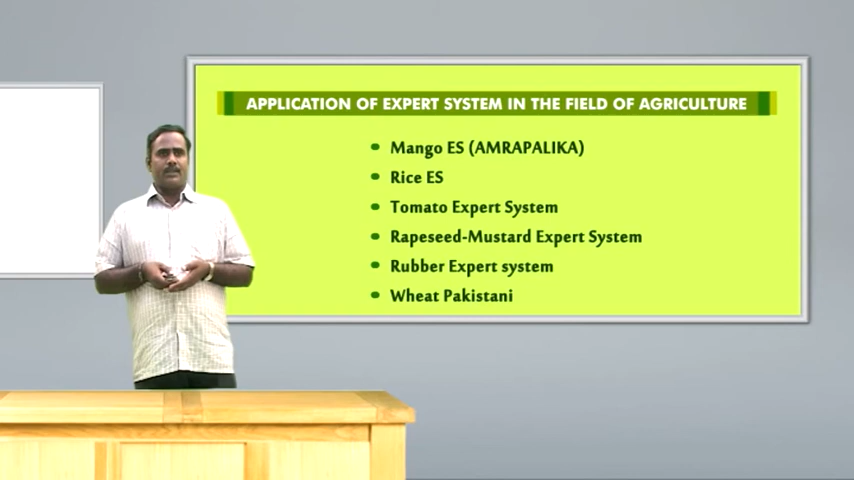 APPLICATION OF EXPERT SYSTEM IN THE FIELD OF AGRICULTURE
Mango ES (AMRAPALIKA)
Rice ES
Tomato Expert System
Rapeseed-Mustard Expert System
Rubber Expert system
Wheat Pakistani